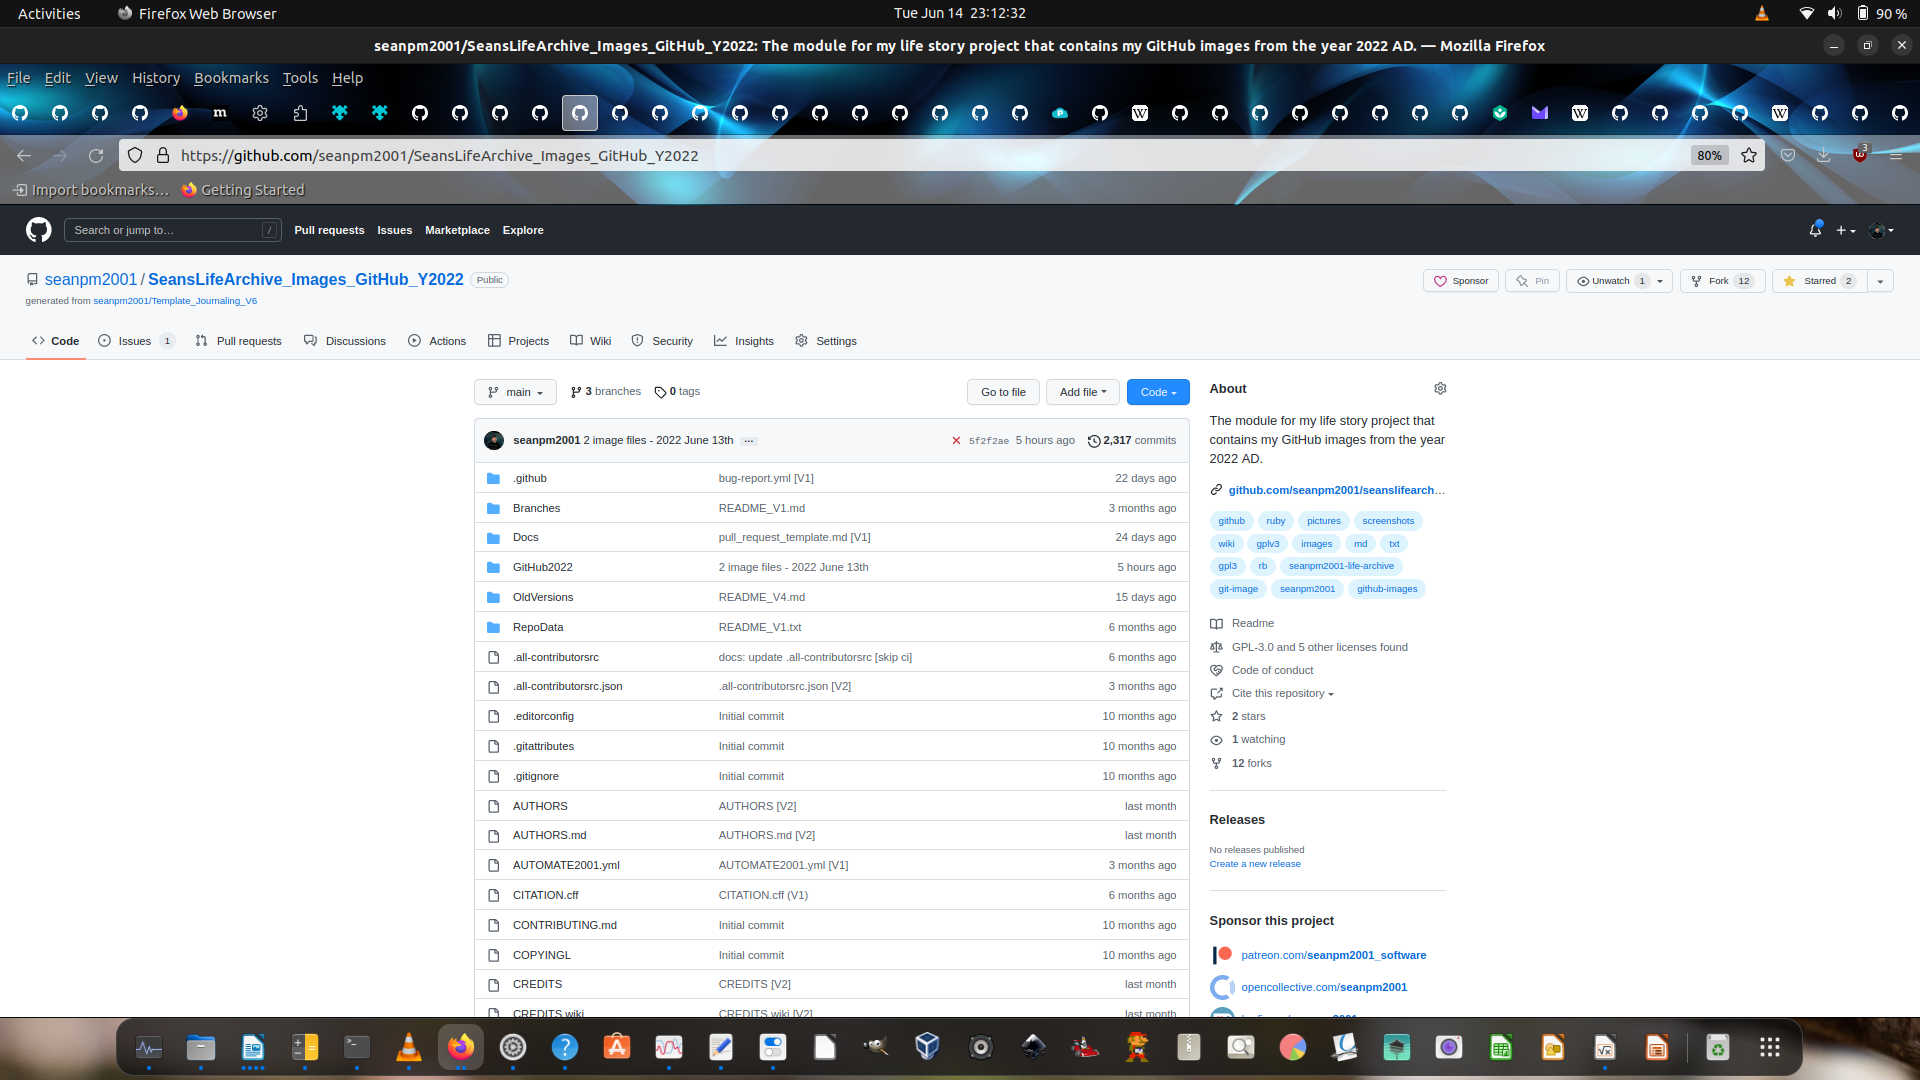 Activities
Firefox Web Browser
Tue Jun 14 23:12:32
90 %
seanpm2001/SeansLifeArchive_Images_GitHub_Y2022: The module for my life story project that contains my GitHub images from the year 2022 AD. — Mozilla Firefox
File Edit View History Bookmarks Tools Help
https://github.com/seanpm2001/SeansLifeArchive_Images_GitHub_Y2022
80%
3
Import bookmarks…
Getting Started
Search or jump to…
/
Pull requests Issues Marketplace Explore
seanpm2001 / SeansLifeArchive_Images_GitHub_Y2022 Public
generated from seanpm2001/Template_Journaling_V6
Sponsor
Pin
Unwatch 1
Fork 12
Starred 2
Code
Issues 1
Pull requests
Discussions
Actions
Projects
Wiki
Security
Insights
Settings
main
3 branches
0 tags
Go to file
Add file
Code
seanpm2001 2 image files - 2022 June 13th ...
5f2f2ae 5 hours ago
2,317 commits
.github bug-report.yml [V1] 22 days ago
Branches README_V1.md 3 months ago
Docs pull_request_template.md [V1] 24 days ago
GitHub2022 2 image files - 2022 June 13th 5 hours ago
OldVersions README_V4.md 15 days ago
RepoData README_V1.txt 6 months ago
.all-contributorsrc docs: update .all-contributorsrc [skip ci] 6 months ago
.all-contributorsrc.json .all-contributorsrc.json [V2] 3 months ago
.editorconfig Initial commit 10 months ago
.gitattributes Initial commit 10 months ago
.gitignore Initial commit 10 months ago
AUTHORS AUTHORS [V2] last month
AUTHORS.md AUTHORS.md [V2] last month
AUTOMATE2001.yml AUTOMATE2001.yml [V1] 3 months ago
CITATION.cff CITATION.cff (V1) 6 months ago
CONTRIBUTING.md Initial commit 10 months ago
COPYINGL Initial commit 10 months ago
CREDITS CREDITS [V2] last month
CREDITS.wiki CREDITS.wiki [V2] last month
About
The module for my life story project that
contains my GitHub images from the year
2022 AD.
github.com/seanpm2001/seanslifearch…
github ruby pictures screenshots
wiki gplv3 images md txt
gpl3 rb seanpm2001-life-archive
git-image seanpm2001 github-images
Readme
GPL-3.0 and 5 other licenses found
Code of conduct
Cite this repository
2 stars
1 watching
12 forks
Releases
No releases published
Create a new release
Sponsor this project
patreon.com/seanpm2001_software
opencollective.com/seanpm2001